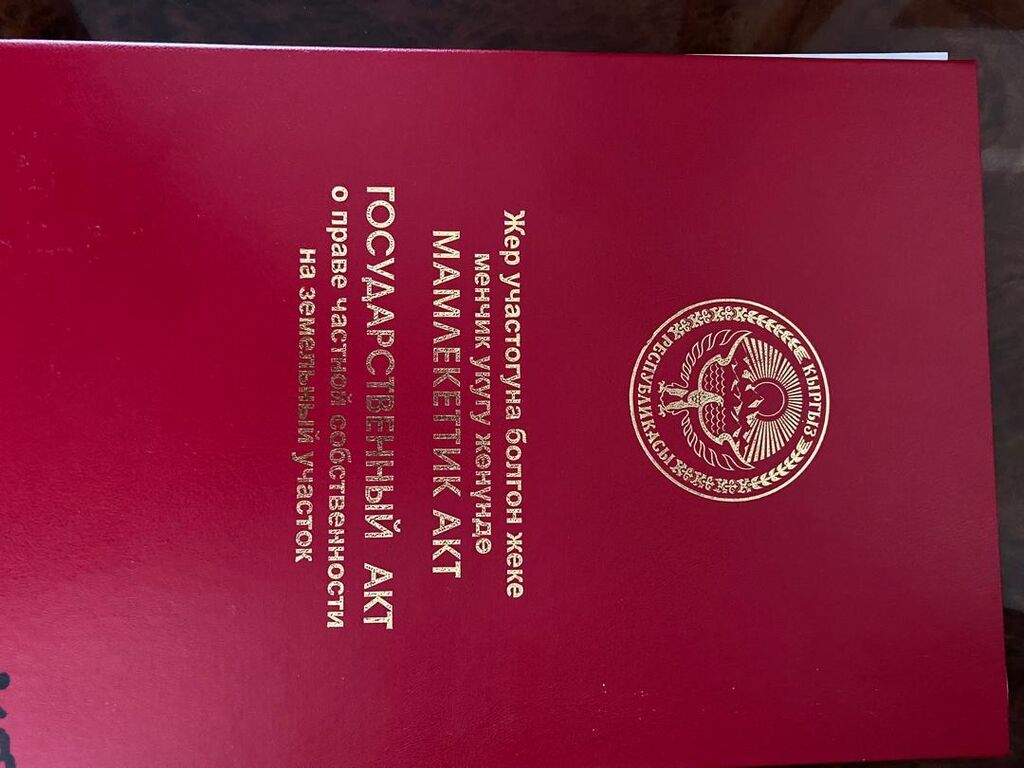 КЫРГЫЗ РЕСПУБЛИКАСЫ
Жер участогуна болгон жеке
менчик укугу жөнүндө
МАМЛЕКЕТТИК АКТ
ГОСУДАРСТВЕННЫЙ АКТ
о праве частной собственности
на земельный участок